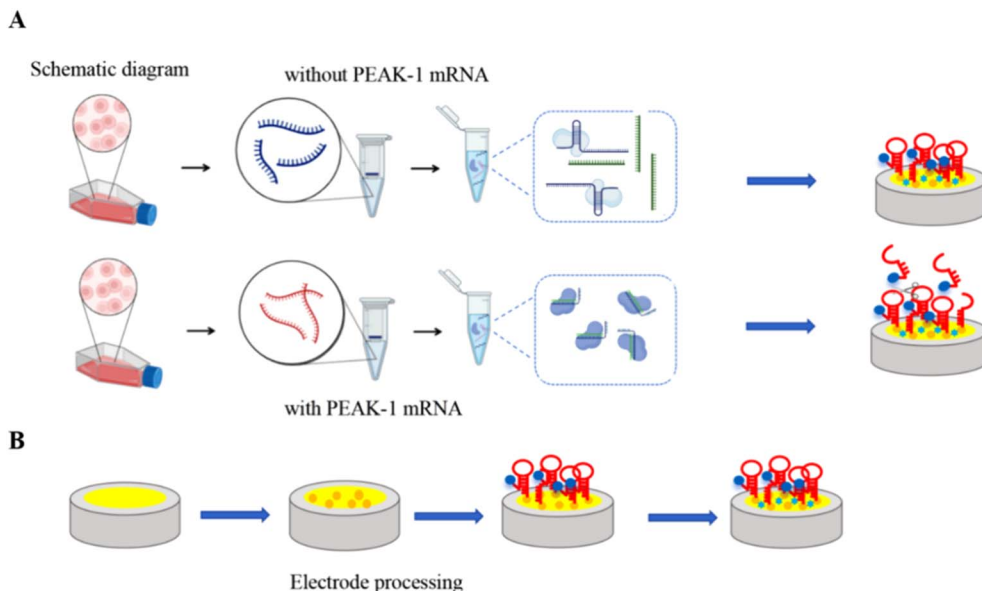 A
Schematic diagram
without PEAK-1 mRNA
with PEAK-1 mRNA
B
Electrode processing